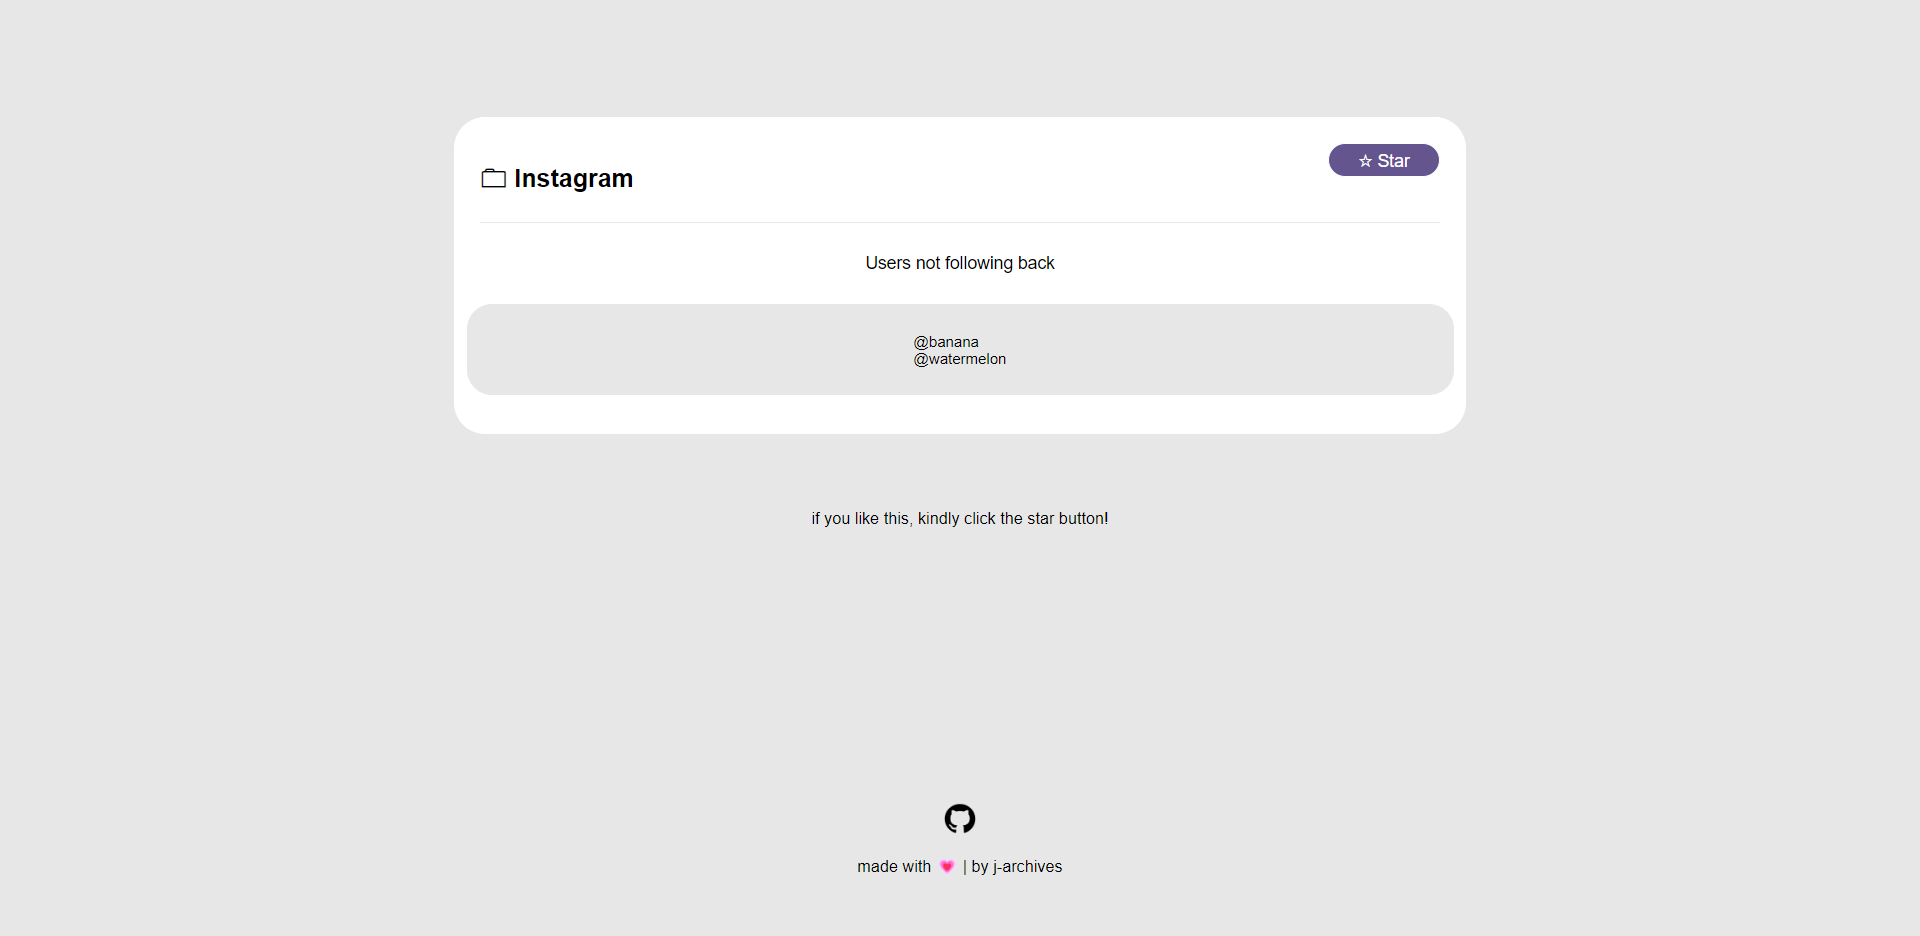 Instagram
☆ Star
Users not following back
@banana
@watermelon
if you like this, kindly click the star button!
made with 💗 | by j-archives